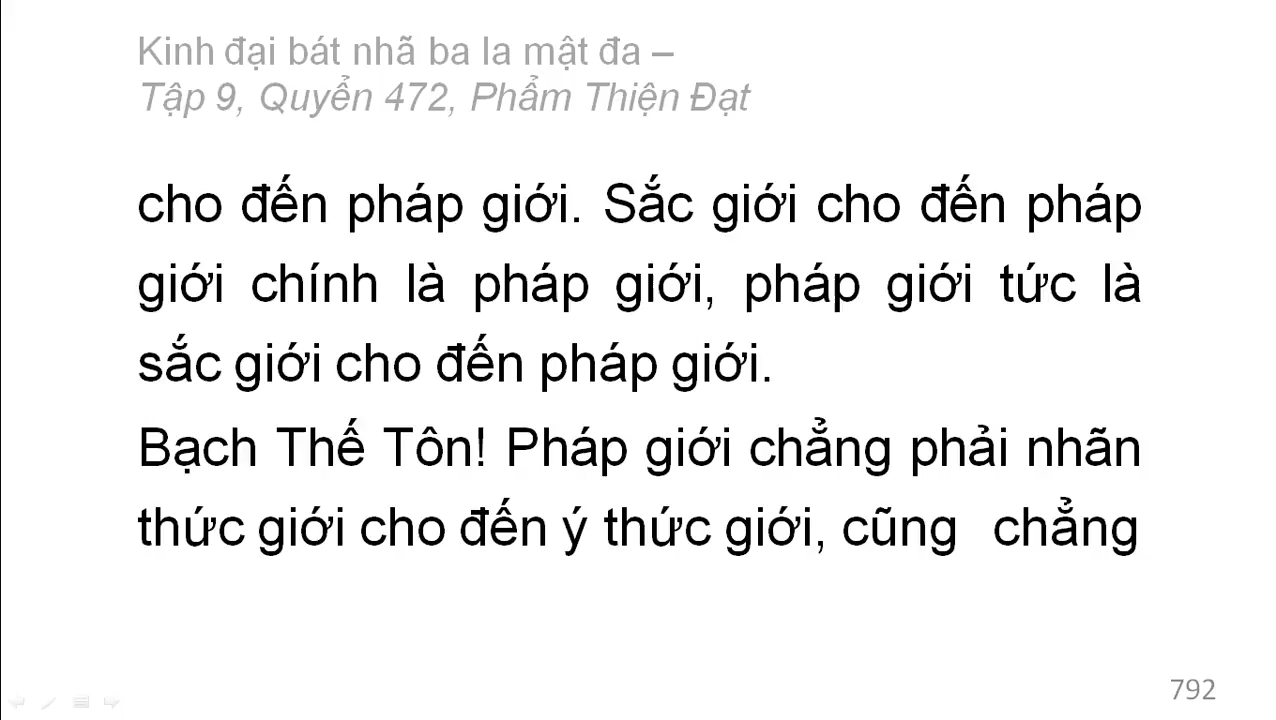 Kinh đại bát nhã ba la mật đa –
Tập 9, Quyển 472, Phẩm Thiện Đạt
cho đến pháp giới. Sắc giới cho đến pháp
giới chính là pháp giới, pháp giới tức là
sắc giới cho đến pháp giới.
Bạch Thế Tôn! Pháp giới chẳng phải nhãn
thức giới cho đến ý thức giới, cũng chẳng
792